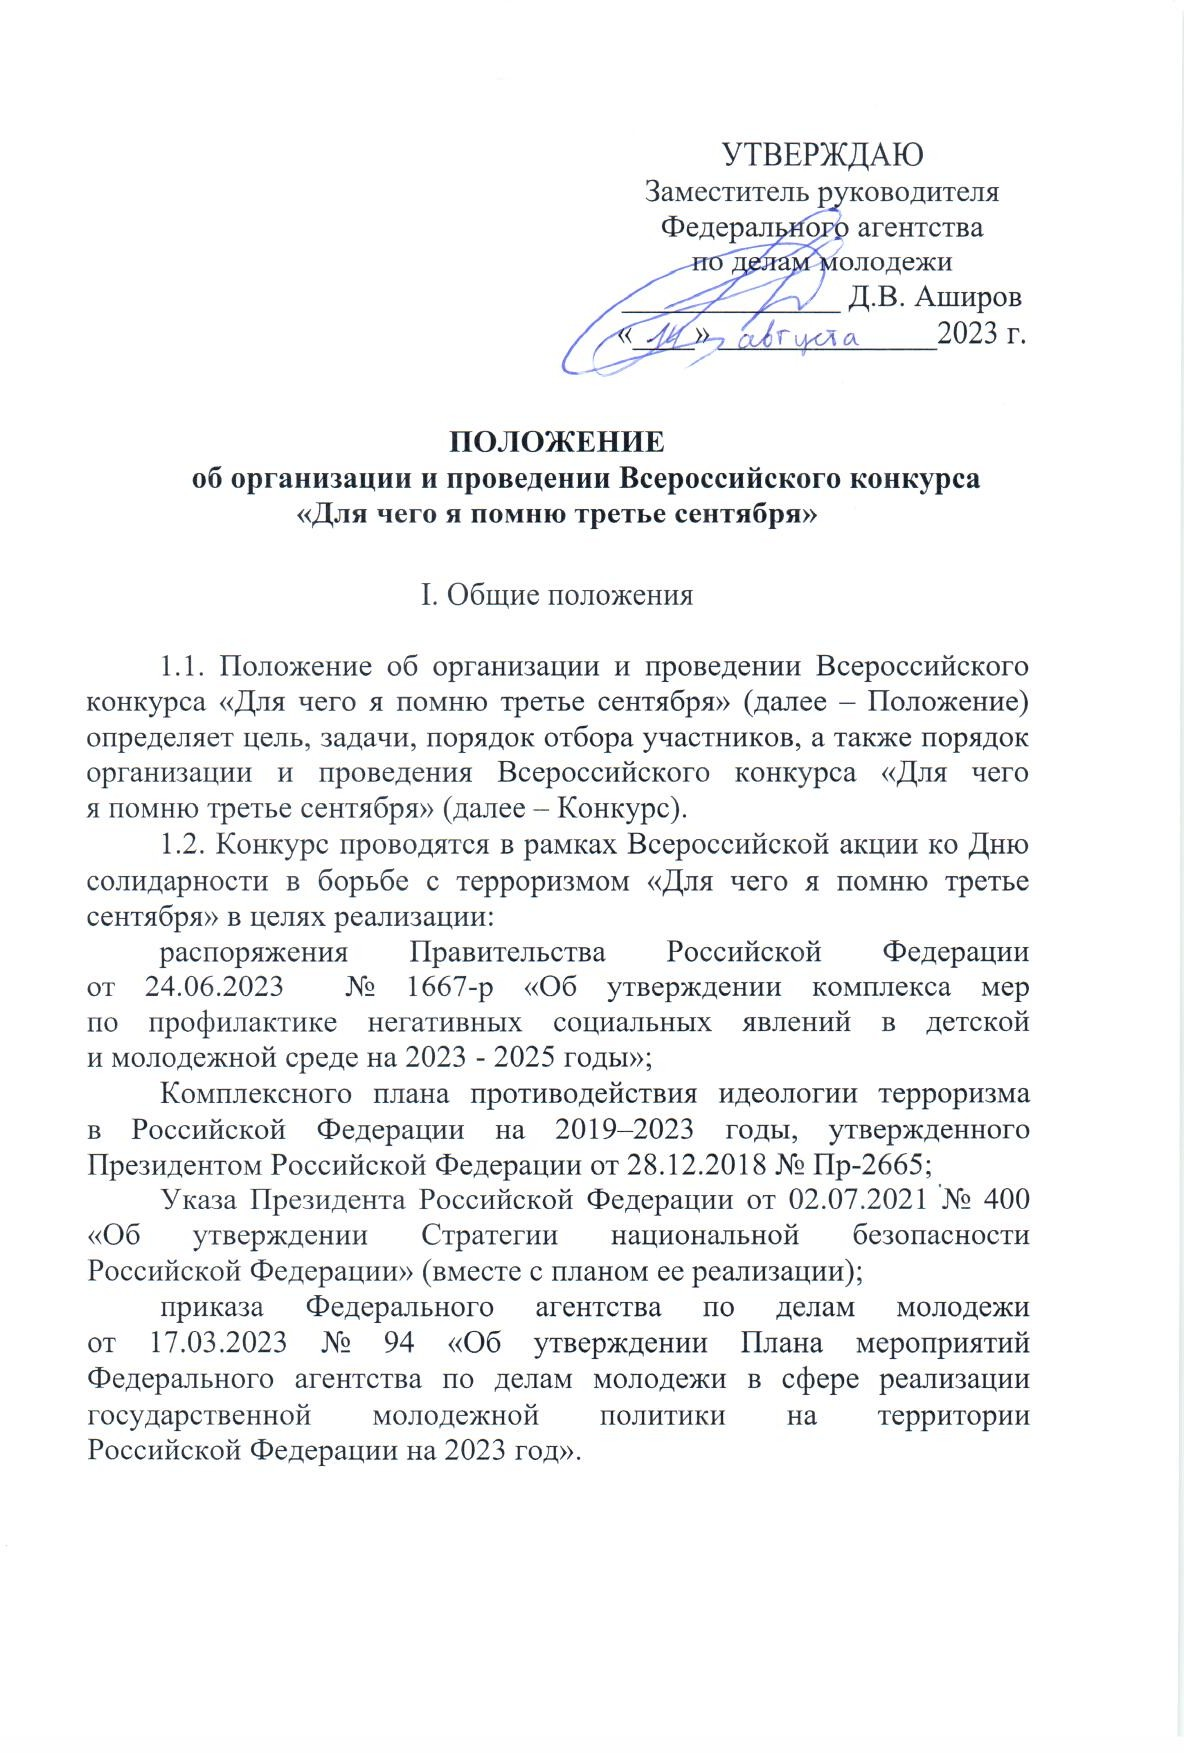 УТВЕРЖДАЮ
Заместитель руководителя
Федерального агентства
по делам молодежи
______________ Д.В. Аширов
«14» августа 2023 г.
ПОЛОЖЕНИЕ
об организации и проведении Всероссийского конкурса
«Для чего я помню третье сентября»
I. Общие положения
1.1. Положение об организации и проведении Всероссийского
конкурса «Для чего я помню третье сентября» (далее – Положение)
определяет цель, задачи, порядок отбора участников, а также порядок
организации и проведения Всероссийского конкурса «Для чего
я помню третье сентября» (далее – Конкурс).
1.2. Конкурс проводятся в рамках Всероссийской акции ко Дню
солидарности в борьбе с терроризмом «Для чего я помню третье
сентября» в целях реализации:
распоряжения Правительства Российской Федерации
от 24.06.2023 № 1667-р «Об утверждении комплекса мер
по профилактике негативных социальных явлений в детской
и молодежной среде на 2023 - 2025 годы»;
Комплексного плана противодействия идеологии терроризма
в Российской Федерации на 2019–2023 годы, утвержденного
Президентом Российской Федерации от 28.12.2018 № Пр-2665;
Указа Президента Российской Федерации от 02.07.2021 № 400
«Об утверждении Стратегии национальной безопасности
Российской Федерации» (вместе с планом ее реализации);
приказа Федерального агентства по делам молодежи
от 17.03.2023 № 94 «Об утверждении Плана мероприятий
Федерального агентства по делам молодежи в сфере реализации
государственной молодежной политики на территории
Российской Федерации на 2023 год».